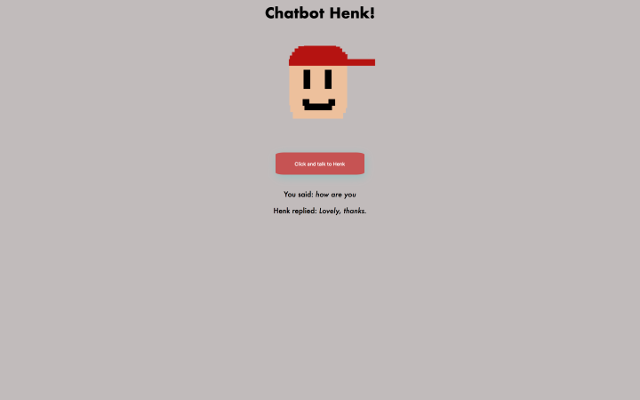 Chatbot Henk!
Click and talk to Henk
You said: how are you
Henk replied: Lovely, thanks.